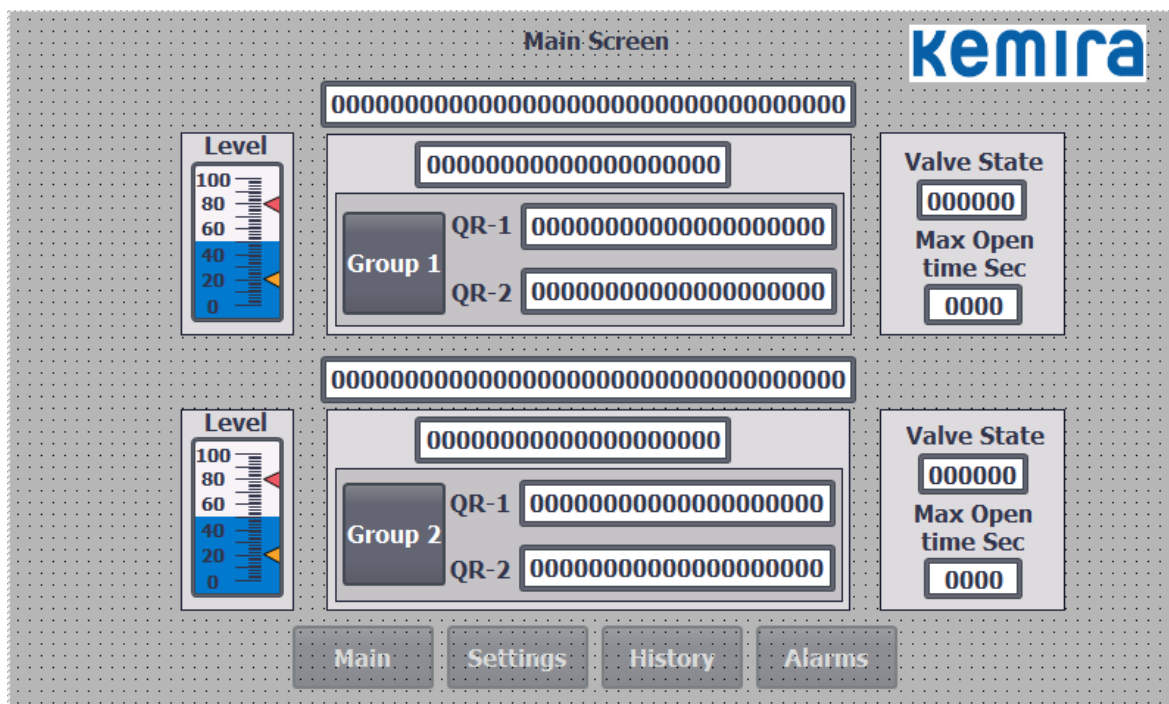 Main Screen
kemira
00000000000000000000000000000000000
Level
100
80
60
40
20
0
00000000000000000000
Group 1
QR-1 00000000000000000000
QR-2 00000000000000000000
Valve State
000000
Max Open
time Sec
0000
00000000000000000000000000000000000
Level
100
80
60
40
20
0
00000000000000000000
Group 2
QR-1 00000000000000000000
QR-2 00000000000000000000
Valve State
000000
Max Open
time Sec
0000
Main Settings History Alarms